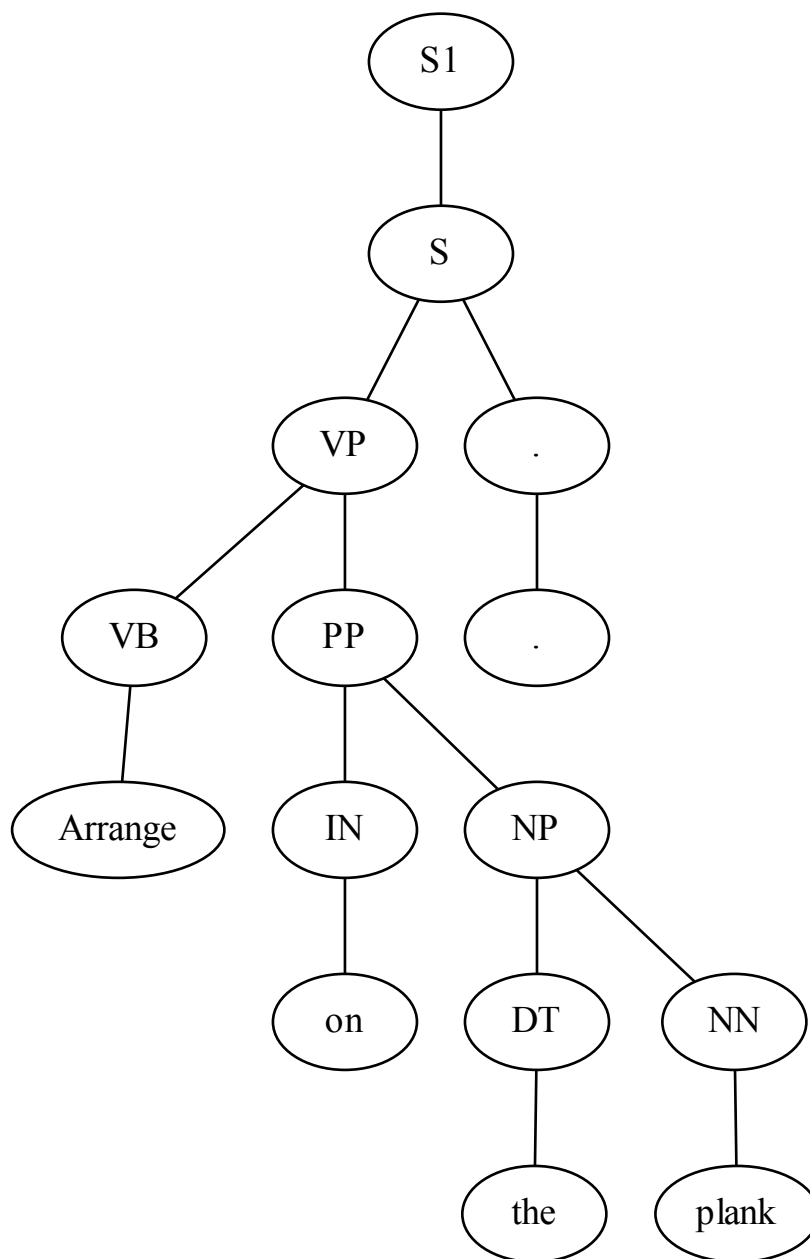 S1
S
VP .
VB PP .
Arrange IN NP
on DT NN
the plank